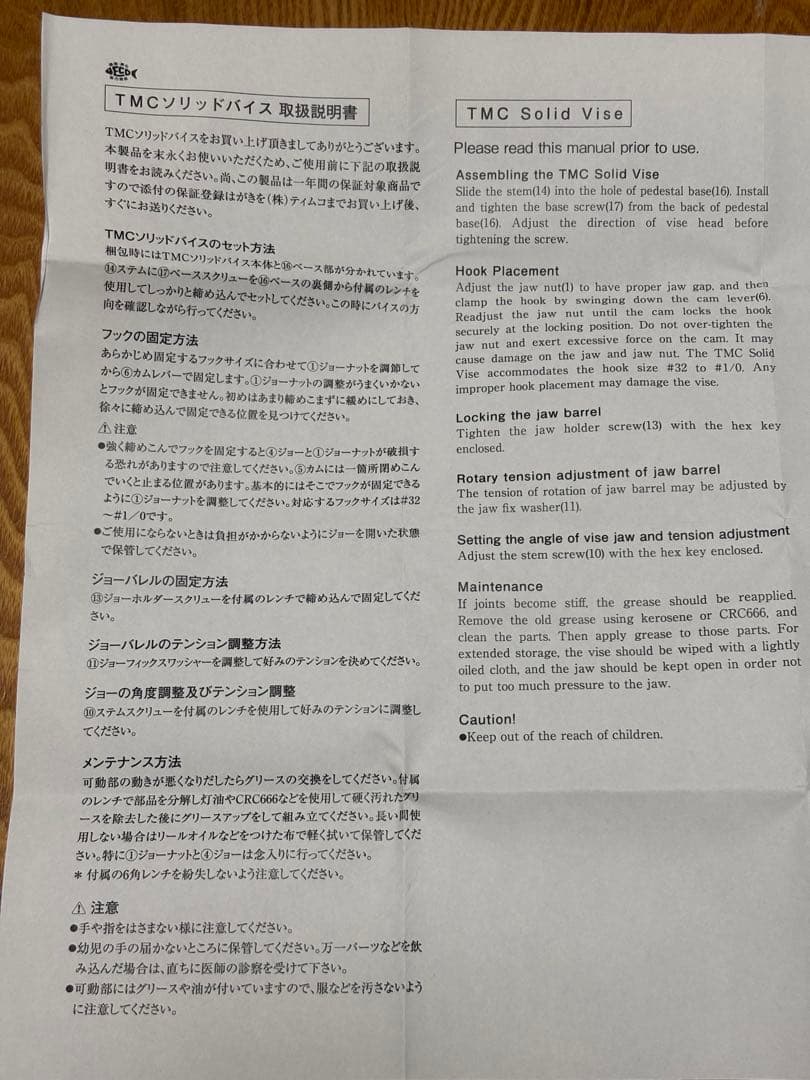 TMCソリッドバイス 取扱説明書
TMCソリッドバイスをお買い上げ頂きましてありがとうございます。
本製品を末永くお使いいただくため、ご使用前に下記の取扱説
明書をお読みください。尚、この製品は一年間の保証対象商品で
すので添付の保証登録はがきを(株)ティムコまでお買い上げ後、
すぐにお送りください。
TMCソリッドバイスのセット方法
梱包時にはTMCソリッドバイス本体と⑯ベース部が分かれています。
⑭ステムに⑰ベーススクリューを⑯ベースの裏側から付属のレンチを
使用してしっかりと締め込んでセットしてください。この時にバイスの方
向を確認しながら行ってください。
フックの固定方法
あらかじめ固定するフックサイズに合わせて①ジョーナットを調節して
から⑥カムレバーで固定します。①ジョーナットの調整がうまくいかない
とフックが固定できません。初めはあまり締めこまずに緩めにしておき、
徐々に締め込んで固定できる位置を見つけてください。
⚠ 注意
●強く締めこんでフックを固定すると④ジョーと①ジョーナットが破損す
る恐れがありますので注意してください。⑤カムには一箇所閉めこん
でいくと止まる位置があります。基本的にはそこでフックが固定できる
ように①ジョーナットを調整してください。対応するフックサイズは#32
～#1／0です。
●ご使用にならないときは負担がかからないようにジョーを開いた状態
で保管してください。
ジョーバレルの固定方法
⑬ジョーホルダースクリューを付属のレンチで締め込んで固定してくだ
さい。
ジョーバレルのテンション調整方法
⑪ジョーフィックスワッシャーを調整して好みのテンションを決めてください。
ジョーの角度調整及びテンション調整
⑩ステムスクリューを付属のレンチを使用して好みのテンションに調整し
てください。
メンテナンス方法
可動部の動きが悪くなりだしたらグリースの交換をしてください。付属
のレンチで部品を分解し灯油やCRC666などを使用して硬く汚れたグリ
ースを除去した後にグリースアップをして組み立てください。長い間使
用しない場合はリールオイルなどをつけた布で軽く拭いて保管してくだ
さい。特に①ジョーナットと④ジョーは念入りに行ってください。
＊ 付属の6角レンチを紛失しないよう注意してください。
⚠ 注意
●手や指をはさまない様に注意してください。
●幼児の手の届かないところに保管してください。万一パーツなどを飲
み込んだ場合は、直ちに医師の診察を受けて下さい。
●可動部にはグリースや油が付いていますので、服などを汚さないよう
に注意してください。
TMC Solid Vise
Please read this manual prior to use.
Assembling the TMC Solid Vise
Slide the stem(14) into the hole of pedestal base(16). Install
and tighten the base screw(17) from the back of pedestal
base(16). Adjust the direction of vise head before
tightening the screw.
Hook Placement
Adjust the jaw nut(1) to have proper jaw gap, and then
clamp the hook by swinging down the cam lever(6).
Readjust the jaw nut until the cam locks the hook
securely at the locking position. Do not over-tighten the
jaw nut and exert excessive force on the cam. It may
cause damage on the jaw and jaw nut. The TMC Solid
Vise accommodates the hook size #32 to #1/0. Any
improper hook placement may damage the vise.
Locking the jaw barrel
Tighten the jaw holder screw(13) with the hex key
enclosed.
Rotary tension adjustment of jaw barrel
The tension of rotation of jaw barrel may be adjusted by
the jaw fix washer(11).
Setting the angle of vise jaw and tension adjustment
Adjust the stem screw(10) with the hex key enclosed.
Maintenance
If joints become stiff, the grease should be reapplied.
Remove the old grease using kerosene or CRC666, and
clean the parts. Then apply grease to those parts. For
extended storage, the vise should be wiped with a lightly
oiled cloth, and the jaw should be kept open in order not
to put too much pressure to the jaw.
Caution!
●Keep out of the reach of children.